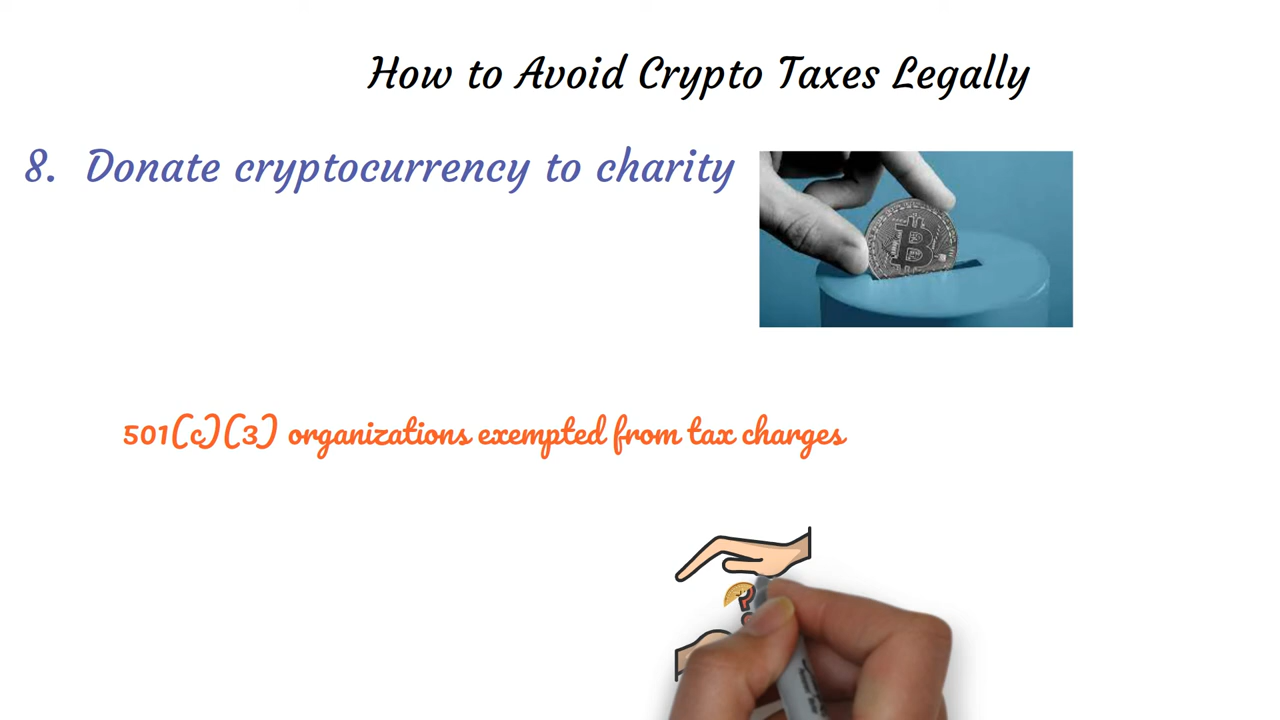 How to Avoid Crypto Taxes Legally
8. Donate cryptocurrency to charity
501(c)(3) organizations exempted from tax charges